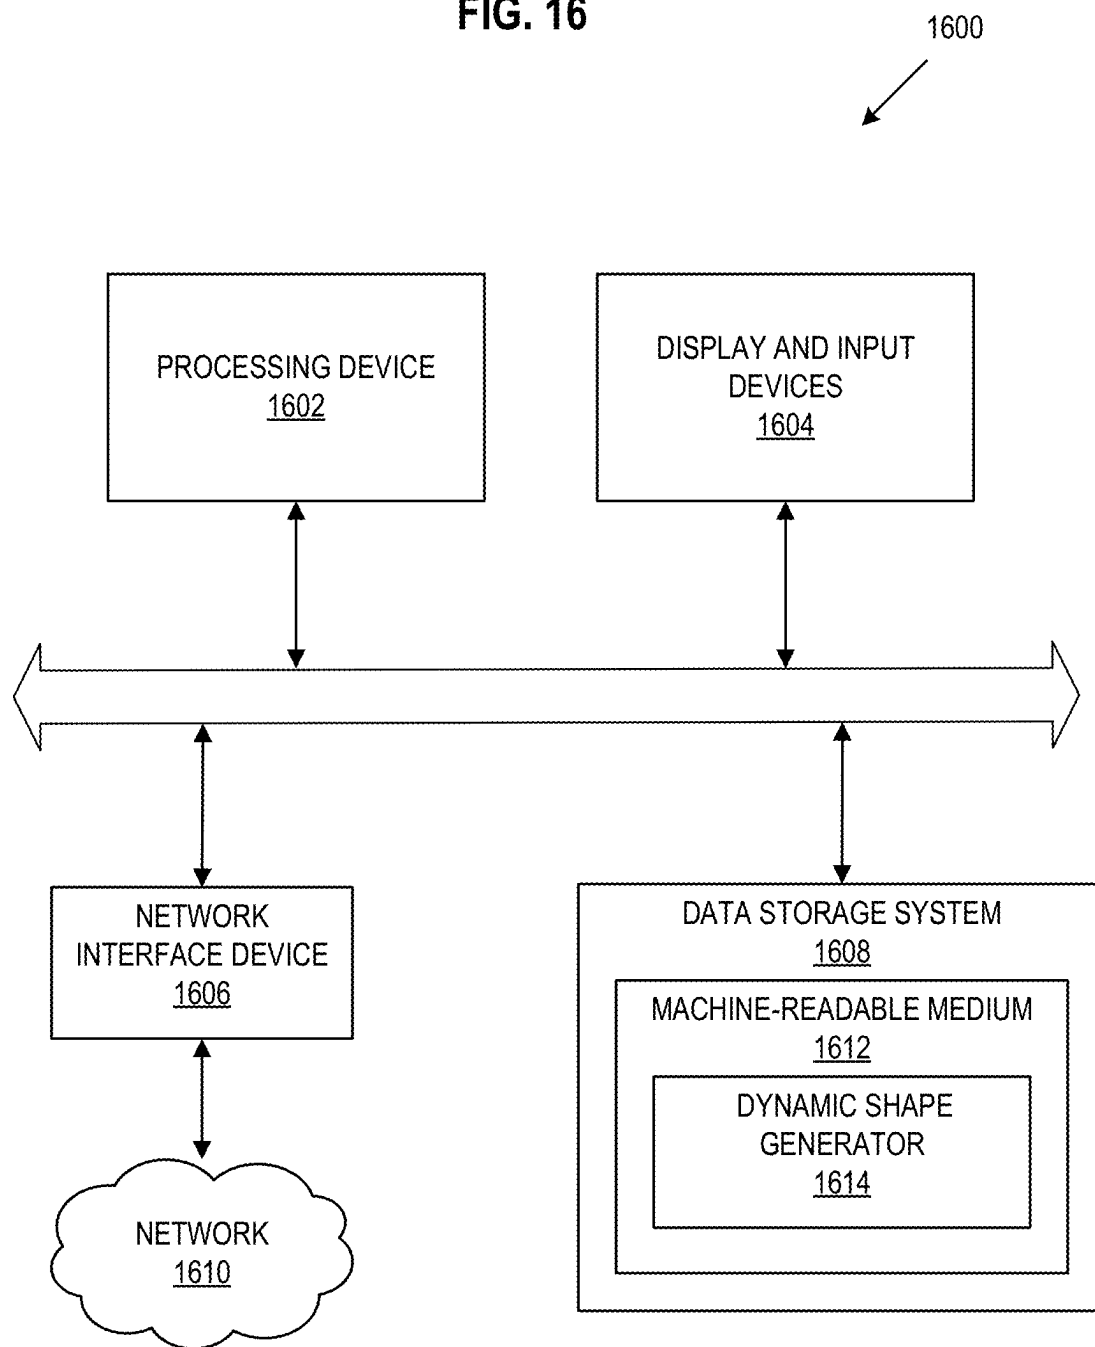 FIG. 16
1600
PROCESSING DEVICE
1602
DISPLAY AND INPUT
DEVICES
1604
NETWORK
INTERFACE DEVICE
1606
DATA STORAGE SYSTEM
1608
MACHINE-READABLE MEDIUM
1612
DYNAMIC SHAPE
GENERATOR
1614
NETWORK
1610